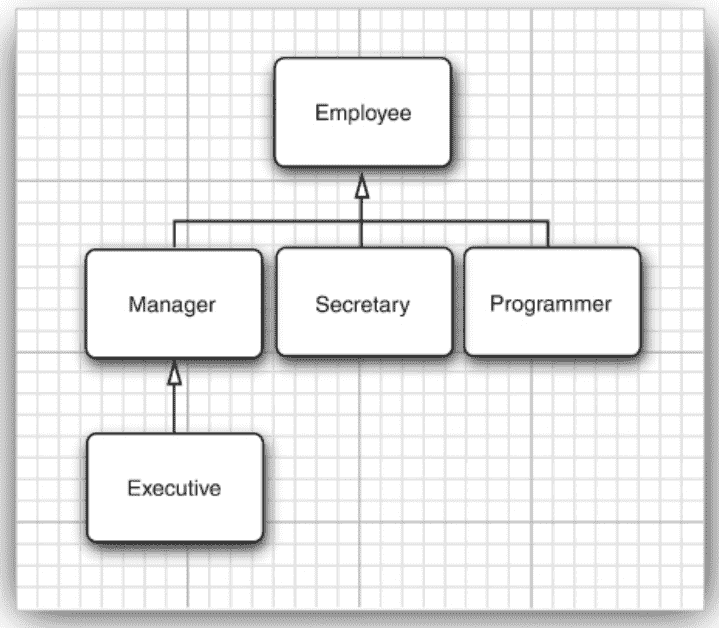 Employee
Manager
Secretary
Programmer
Executive